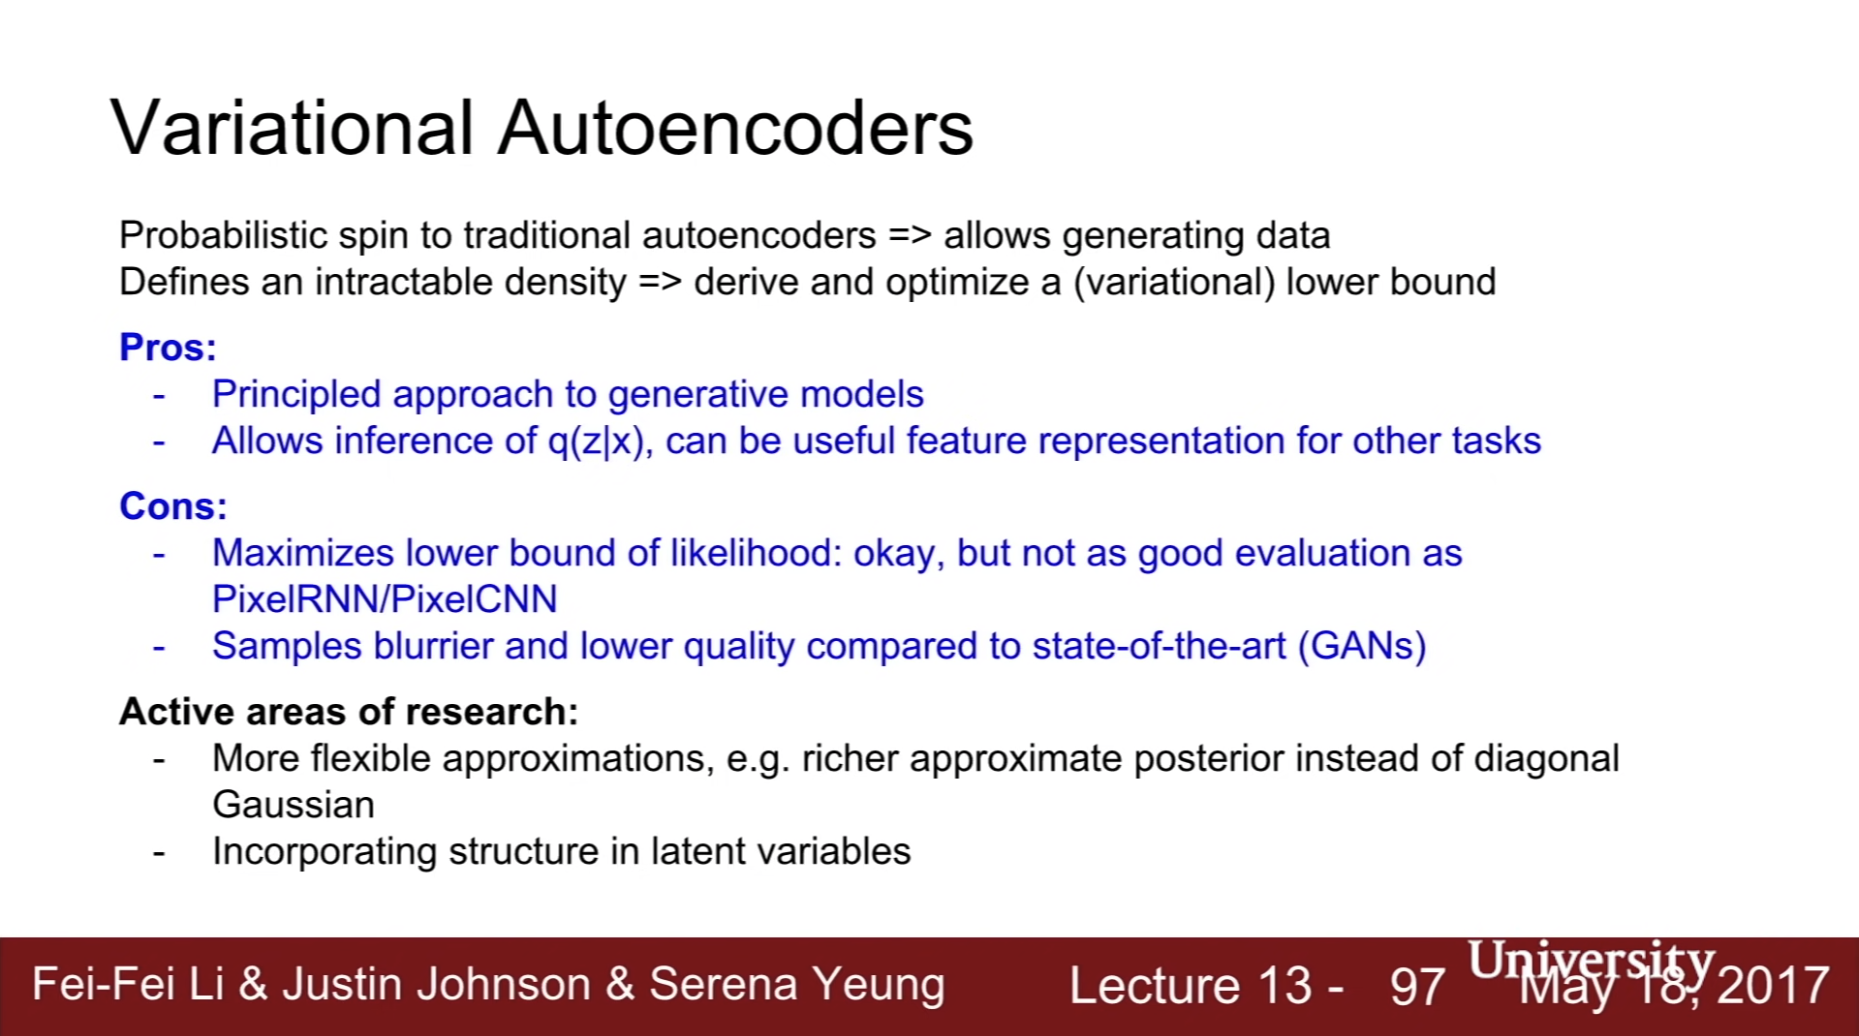 Variational Autoencoders
Probabilistic spin to traditional autoencoders => allows generating data
Defines an intractable density => derive and optimize a (variational) lower bound
Pros:
- Principled approach to generative models
- Allows inference of q(z|x), can be useful feature representation for other tasks
Cons:
- Maximizes lower bound of likelihood: okay, but not as good evaluation as
PixelRNN/PixelCNN
- Samples blurrier and lower quality compared to state-of-the-art (GANs)
Active areas of research:
- More flexible approximations, e.g. richer approximate posterior instead of diagonal
Gaussian
- Incorporating structure in latent variables
Fei-Fei Li & Justin Johnson & Serena Yeung
Lecture 13 - 97
University
May 18, 2017